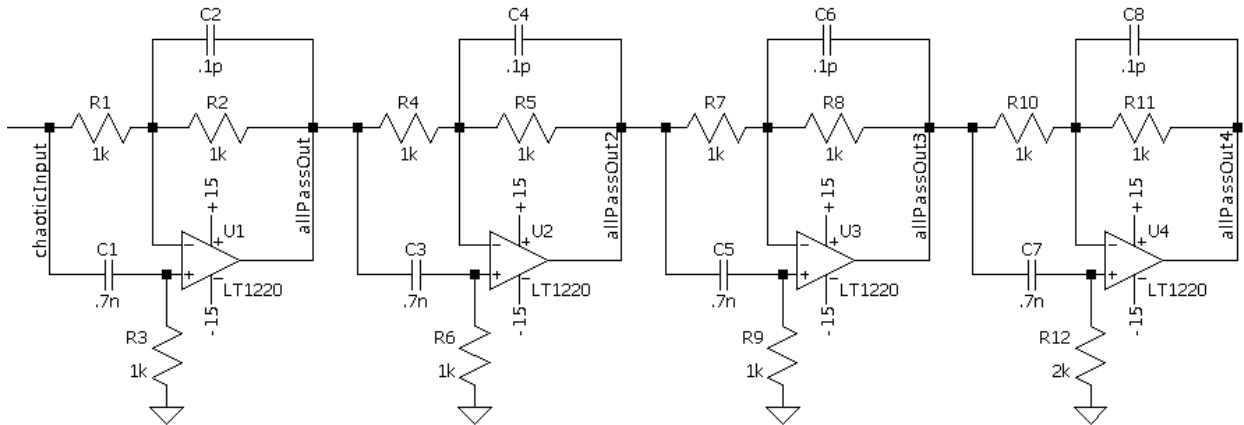 C2
.1p
R1
1k
R2
1k
chaoticInput
allPassOut
+15
U1
-
+
+
-
LT1220
-15
C1
.7n
R3
1k
C4
.1p
R4
1k
R5
1k
allPassOut2
+15
U2
-
+
+
-
LT1220
-15
C3
.7n
R6
1k
C6
.1p
R7
1k
R8
1k
allPassOut3
+15
U3
-
+
+
-
LT1220
-15
C5
.7n
R9
1k
C8
.1p
R10
1k
R11
1k
allPassOut4
+15
U4
-
+
+
-
LT1220
-15
C7
.7n
R12
2k